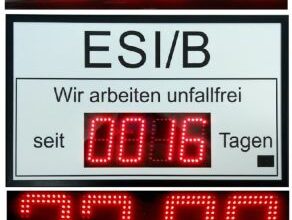 ESI/B
Wir arbeiten unfallfrei
seit 0016 Tagen